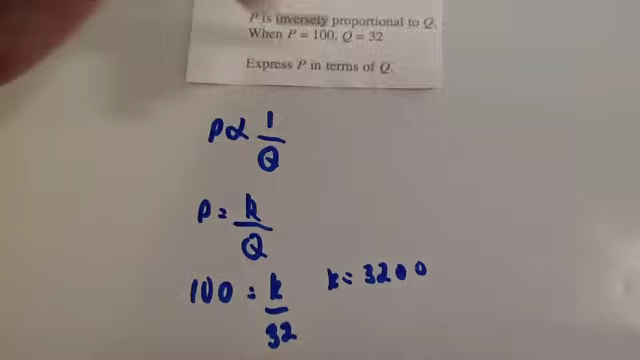 P is inversely proportional to Q.
When P = 100, Q = 32
Express P in terms of Q.
P ∝ 1/Q
P = k/Q
100 = k/32
k = 3200